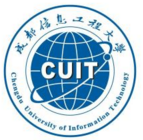 成都信息工程大学
CUIT
Chengdu University of Information Technology